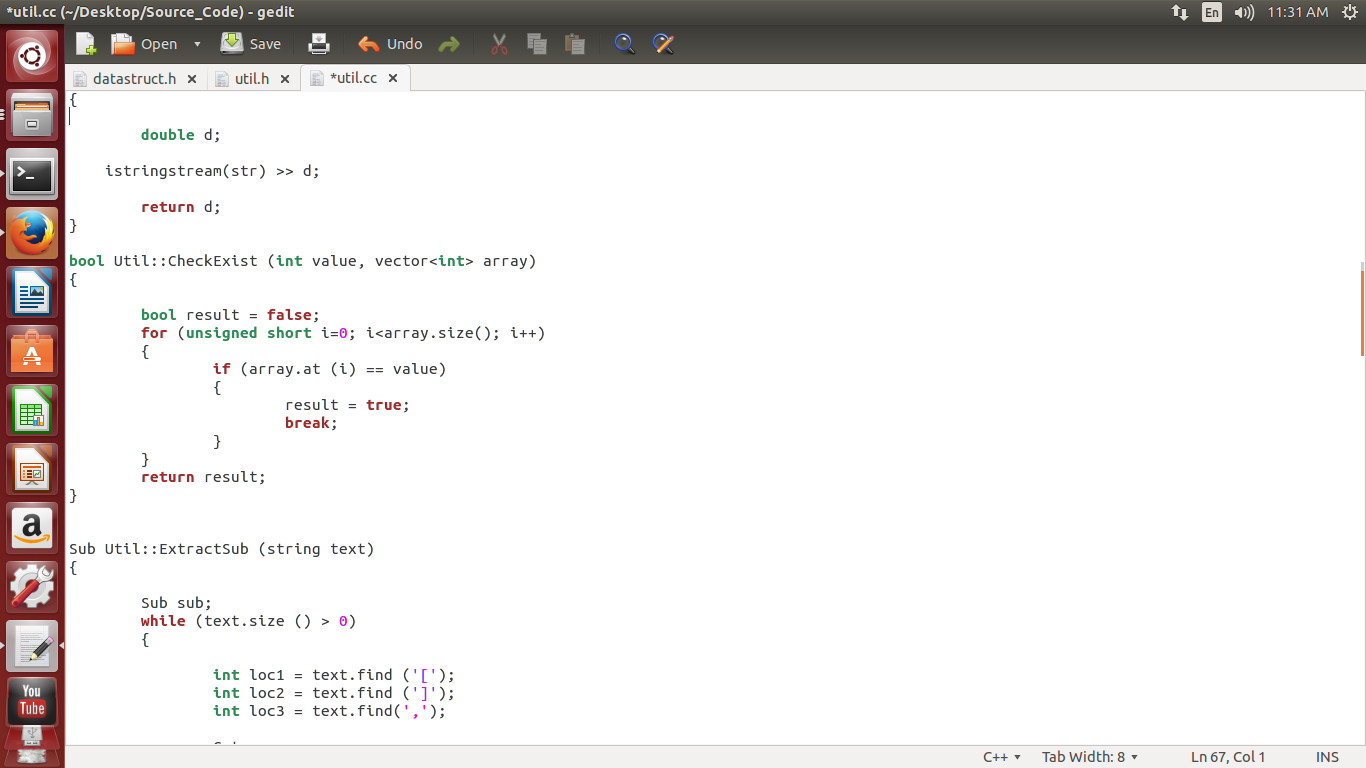 *util.cc (~/Desktop/Source_Code) - gedit
En
11:31 AM
Open
Save
Undo
datastruct.h
util.h
*util.cc
{
double d;
istringstream(str) >> d;
return d;
}
bool Util::CheckExist (int value, vector<int> array)
{
bool result = false;
for (unsigned short i=0; i<array.size(); i++)
{
if (array.at (i) == value)
{
result = true;
break;
}
}
return result;
}
Sub Util::ExtractSub (string text)
{
Sub sub;
while (text.size () > 0)
{
int loc1 = text.find ('[');
int loc2 = text.find (']');
int loc3 = text.find(',');
C++
Tab Width: 8
Ln 67, Col 1
INS
>_
A
a
You
Tube